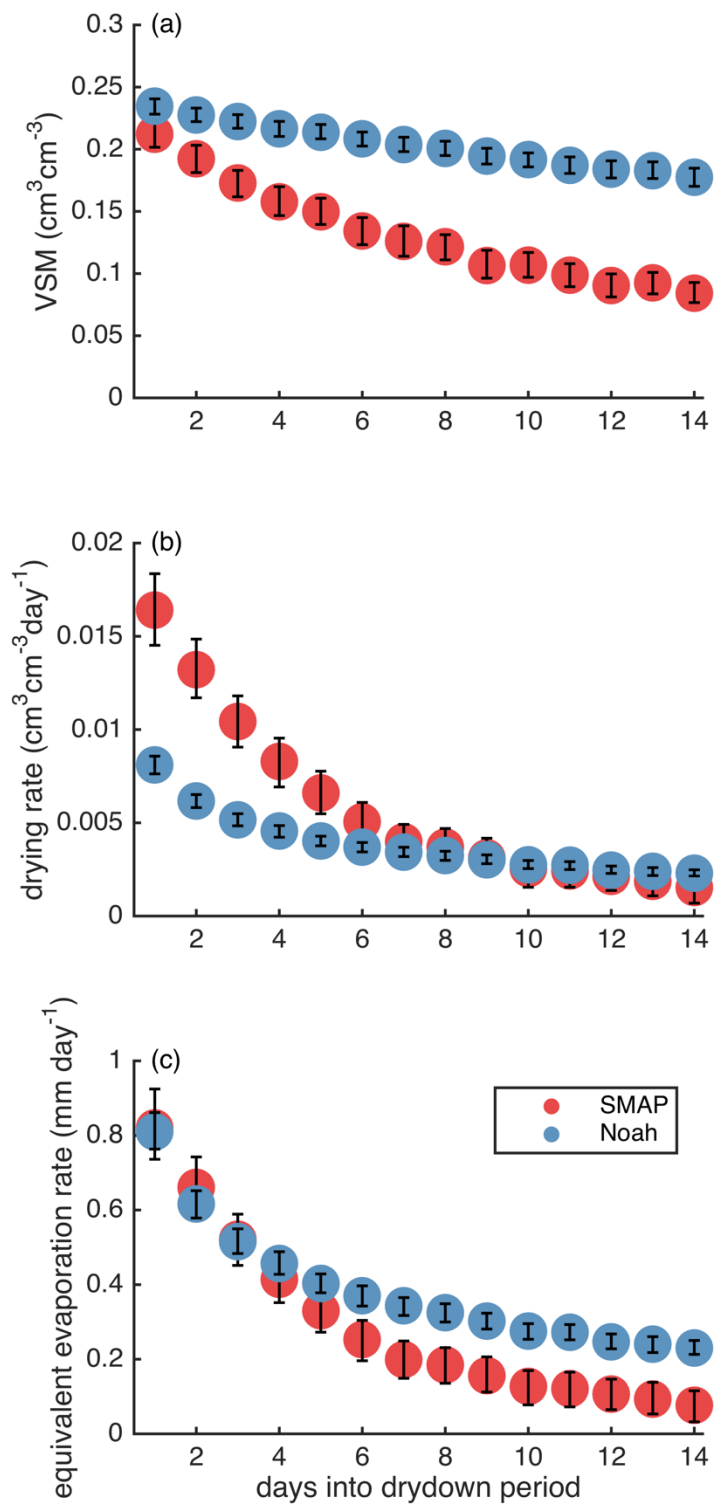 (a)
0.3
0.25
0.2
0.15
0.1
0.05
0
VSM (cm³cm⁻³)
2 4 6 8 10 12 14
(b)
0.02
0.015
0.01
0.005
0
drying rate (cm³cm⁻³day⁻¹)
2 4 6 8 10 12 14
(c)
1
0.8
0.6
0.4
0.2
0
equivalent evaporation rate (mm day⁻¹)
SMAP
Noah
2 4 6 8 10 12 14
days into drydown period